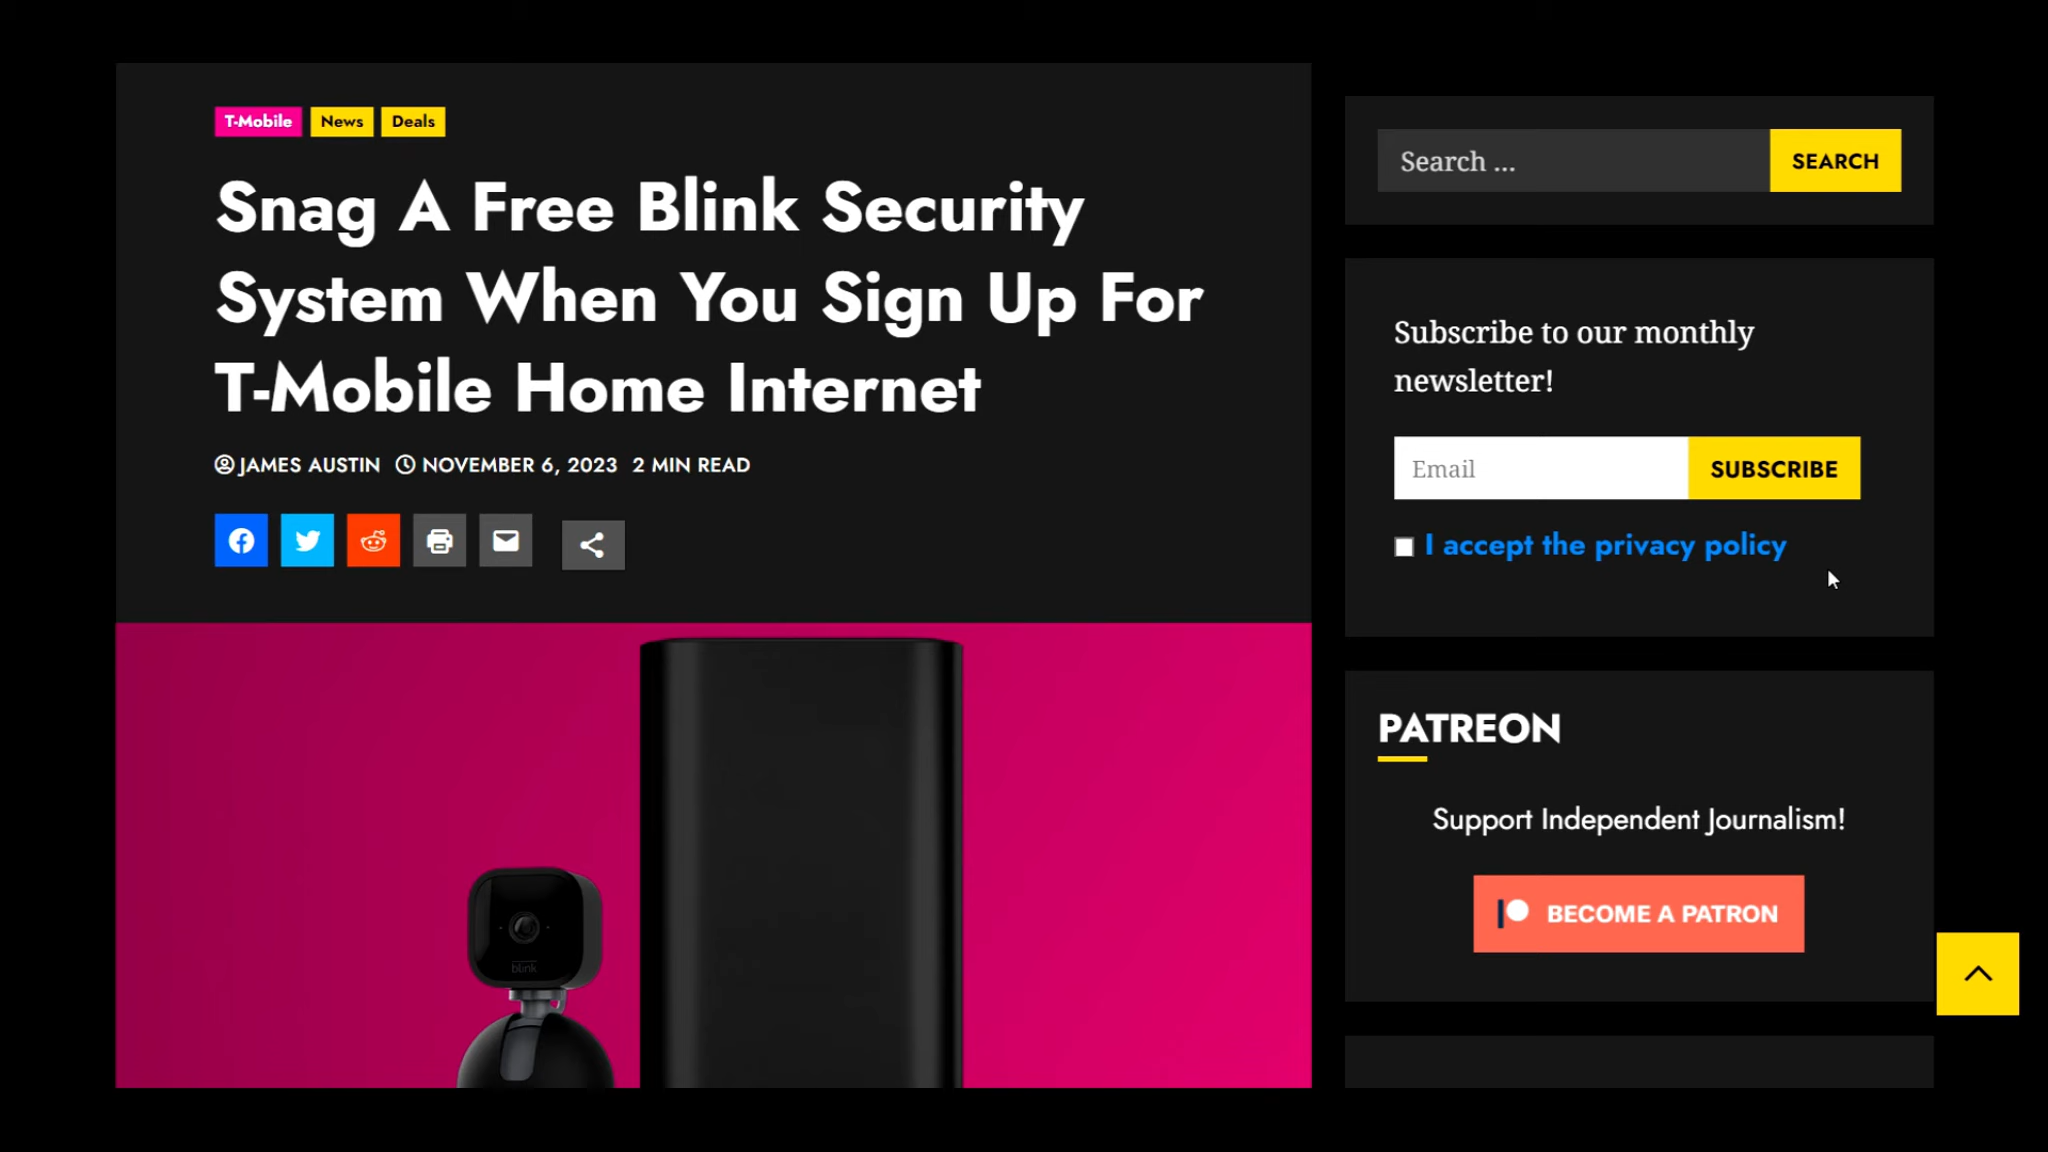 T-Mobile News Deals
Snag A Free Blink Security
System When You Sign Up For
T-Mobile Home Internet
JAMES AUSTIN NOVEMBER 6, 2023 2 MIN READ
blink
Search ...
SEARCH
Subscribe to our monthly
newsletter!
Email
SUBSCRIBE
I accept the privacy policy
PATREON
Support Independent Journalism!
BECOME A PATRON